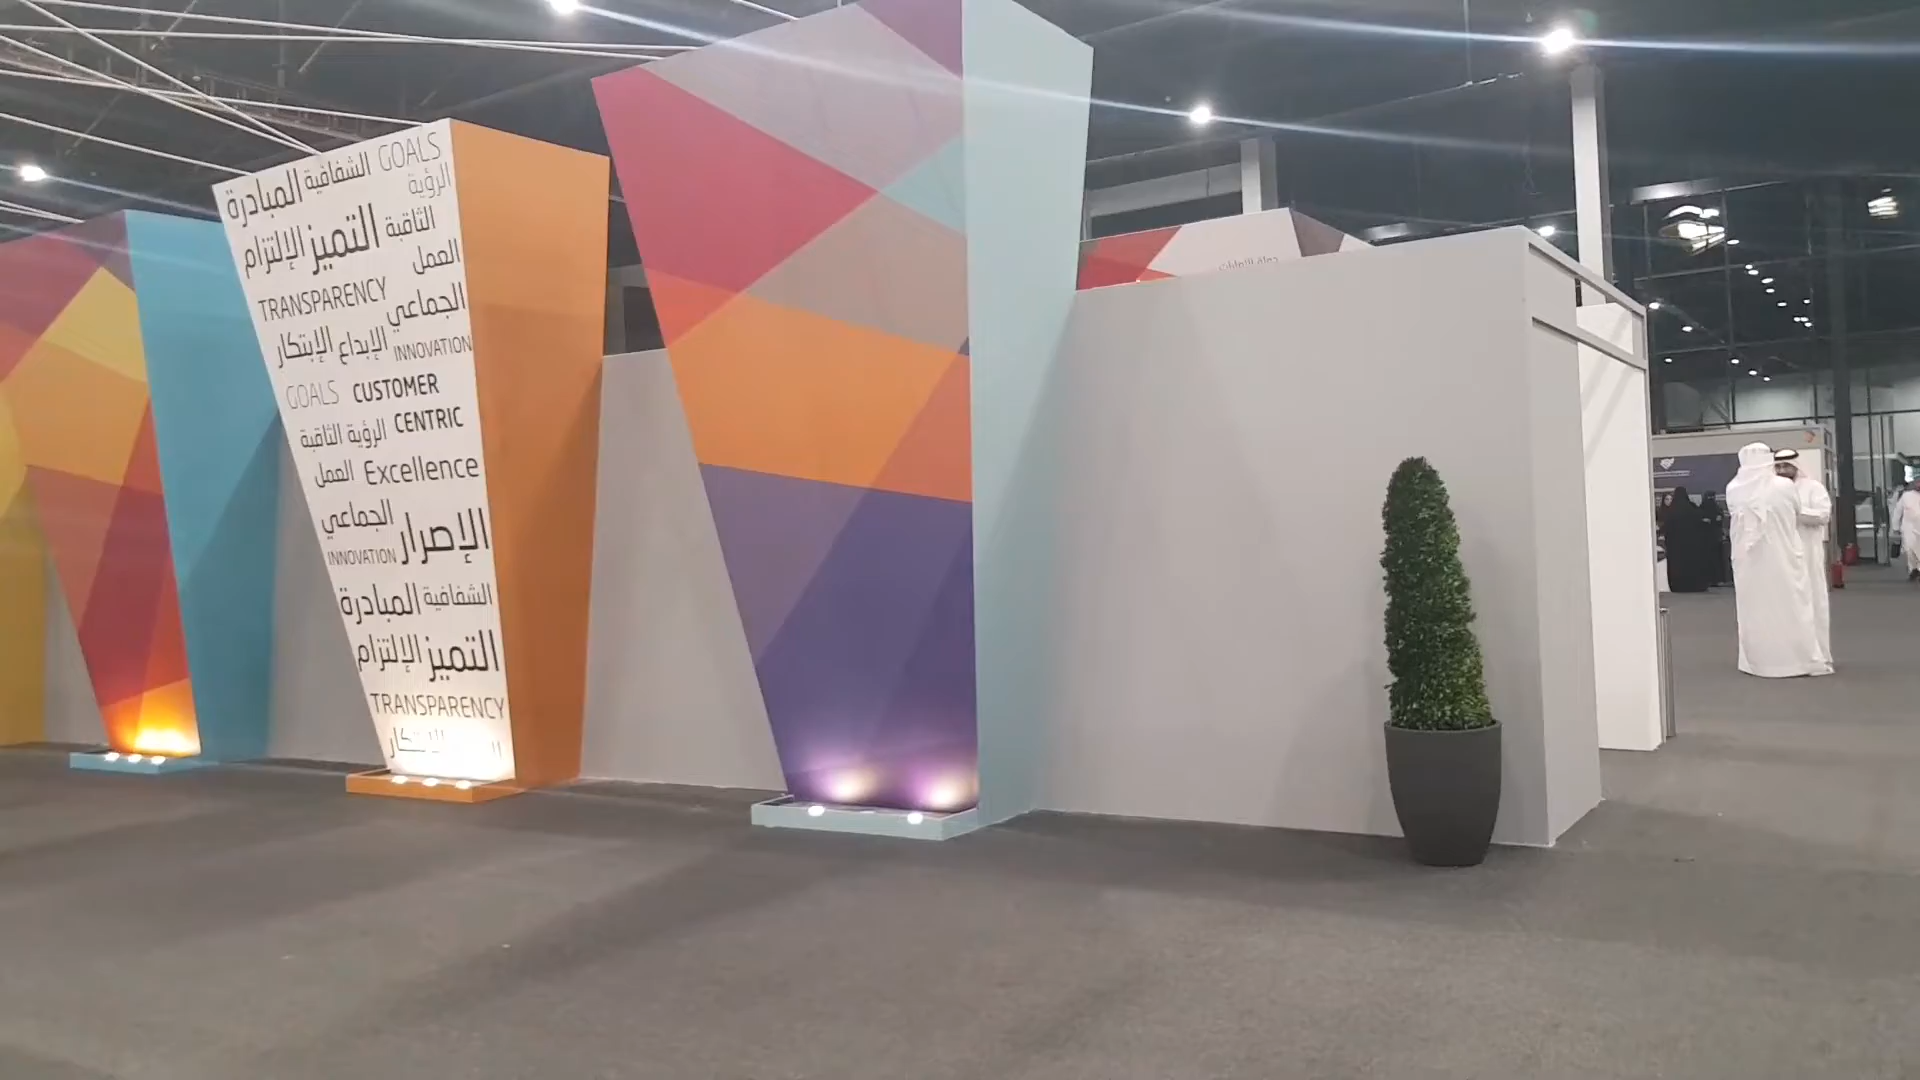 المبادرة الشفافية GOALS
الرؤية
الإلتزام التميز الثاقبة
العمل
TRANSPARENCY الجماعي
الإبتكار الإبداع INNOVATION
GOALS CUSTOMER
الرؤية الثاقبة CENTRIC
العمل Excellence
الجماعي الإصرار
INNOVATION
المبادرة الشفافية
الإلتزام التميز
TRANSPARENCY